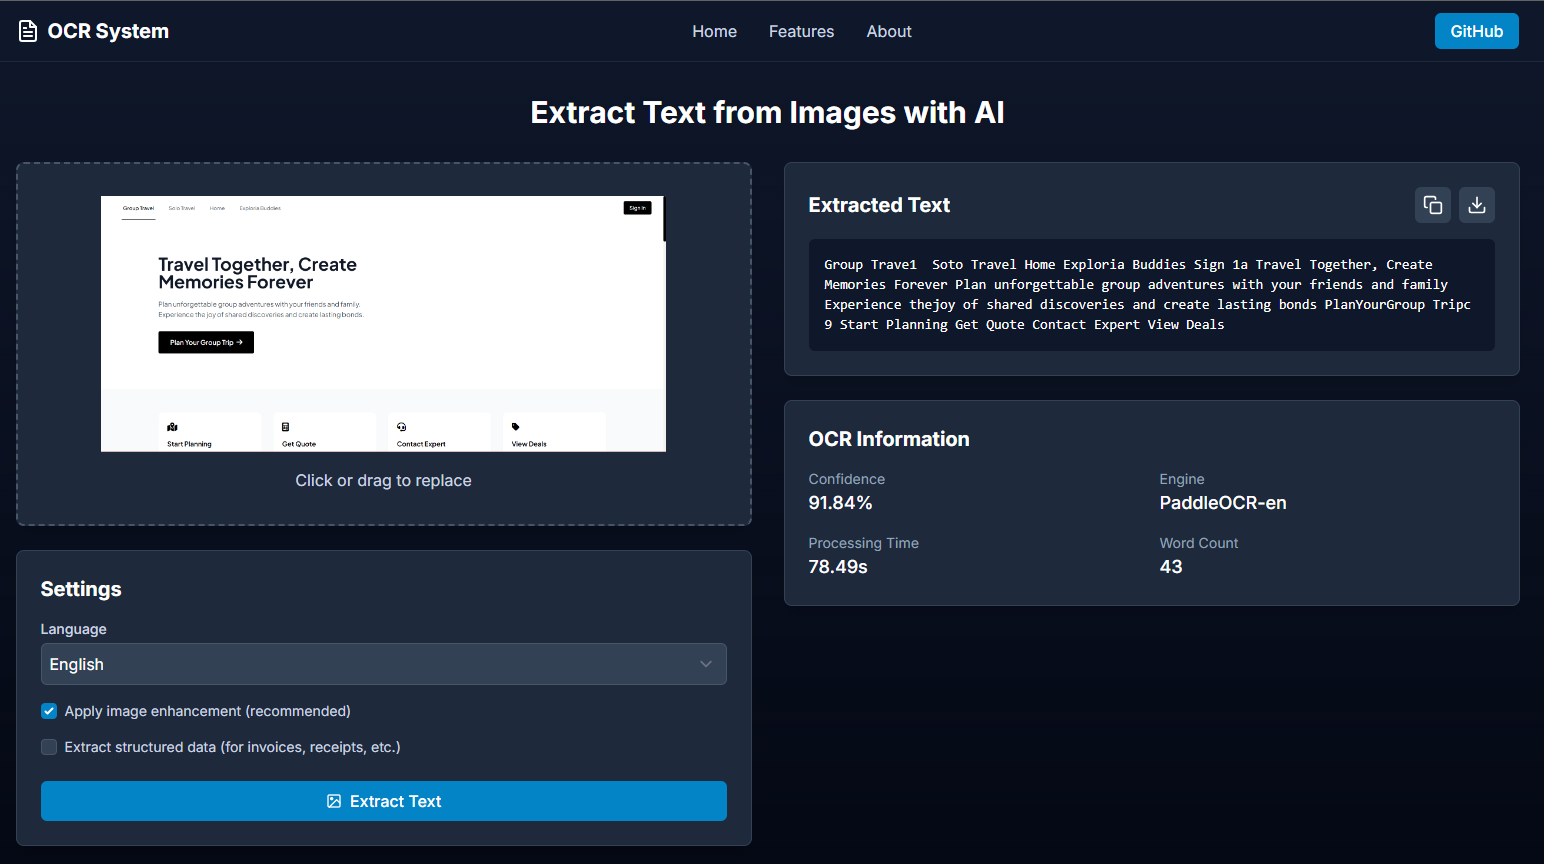 OCR System
Home
Features
About
GitHub
Extract Text from Images with AI
Group Travel
Solo Travel
Home
Exploria Buddies
Sign In
Travel Together, Create
Memories Forever
Plan unforgettable group adventures with your friends and family.
Experience the joy of shared discoveries and create lasting bonds.
Plan Your Group Trip →
Start Planning
Get Quote
Contact Expert
View Deals
Click or drag to replace
Settings
Language
English
Apply image enhancement (recommended)
Extract structured data (for invoices, receipts, etc.)
Extract Text
Extracted Text
Group Trave1  Soto Travel Home Exploria Buddies Sign 1a Travel Together, Create
Memories Forever Plan unforgettable group adventures with your friends and family
Experience thejoy of shared discoveries and create lasting bonds PlanYourGroup Tripc
9 Start Planning Get Quote Contact Expert View Deals
OCR Information
Confidence
91.84%
Engine
PaddleOCR-en
Processing Time
78.49s
Word Count
43